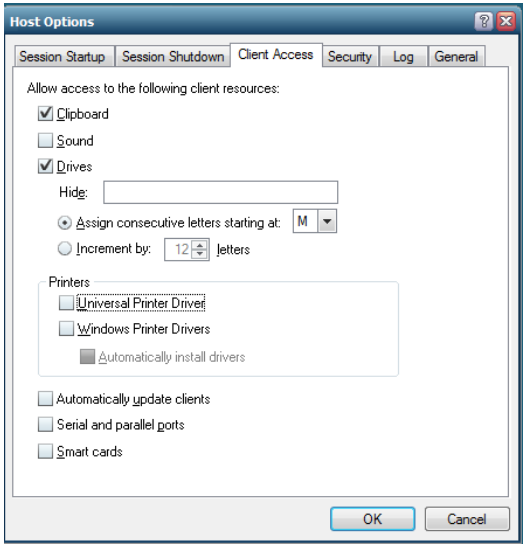 Host Options
Session Startup Session Shutdown Client Access Security Log General
Allow access to the following client resources:
Clipboard
Sound
Drives
Hide:
Assign consecutive letters starting at: M
Increment by: 12 letters
Printers
Universal Printer Driver
Windows Printer Drivers
Automatically install drivers
Automatically update clients
Serial and parallel ports
Smart cards
OK Cancel